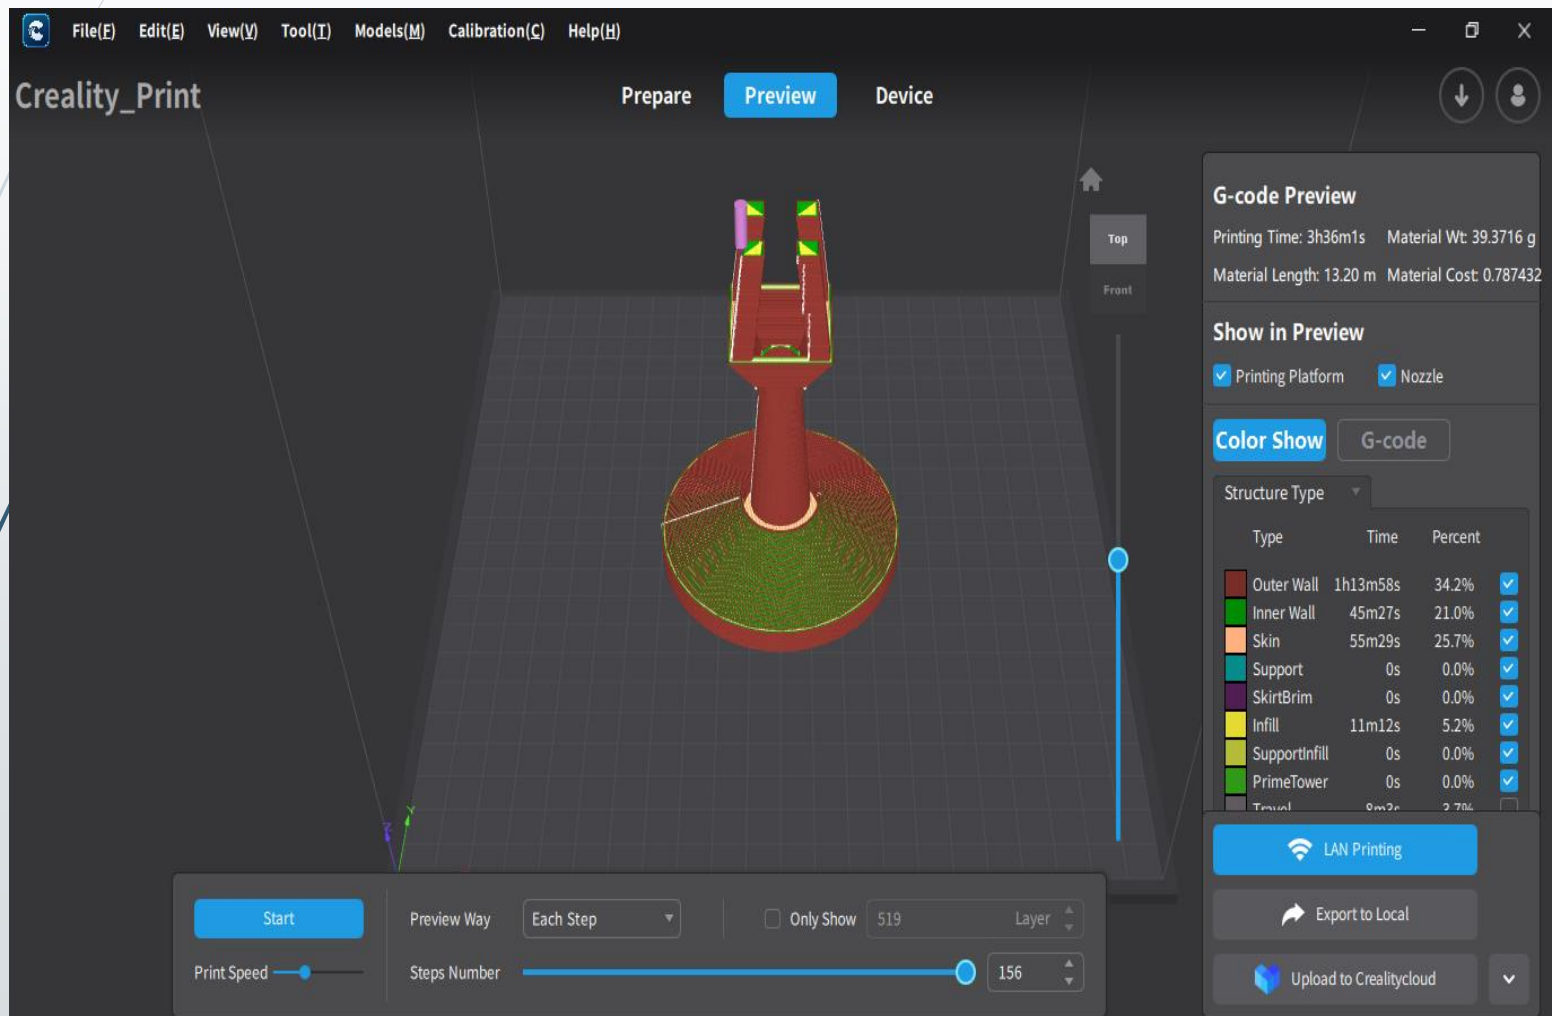 File(F) Edit(E) View(V) Tool(T) Models(M) Calibration(C) Help(H)
Creality_Print
Prepare Preview Device
Top
Front
G-code Preview
Printing Time: 3h36m1s Material Wt: 39.3716 g
Material Length: 13.20 m Material Cost: 0.787432
Show in Preview
Printing Platform Nozzle
Color Show G-code
Structure Type
Type Time Percent
Outer Wall 1h13m58s 34.2%
Inner Wall 45m27s 21.0%
Skin 55m29s 25.7%
Support 0s 0.0%
SkirtBrim 0s 0.0%
Infill 11m12s 5.2%
SupportInfill 0s 0.0%
PrimeTower 0s 0.0%
Travel 8m3s 3.7%
Z
Y
LAN Printing
Export to Local
Upload to Crealitycloud
Start Preview Way Each Step Only Show 519 Layer
Print Speed Steps Number 156